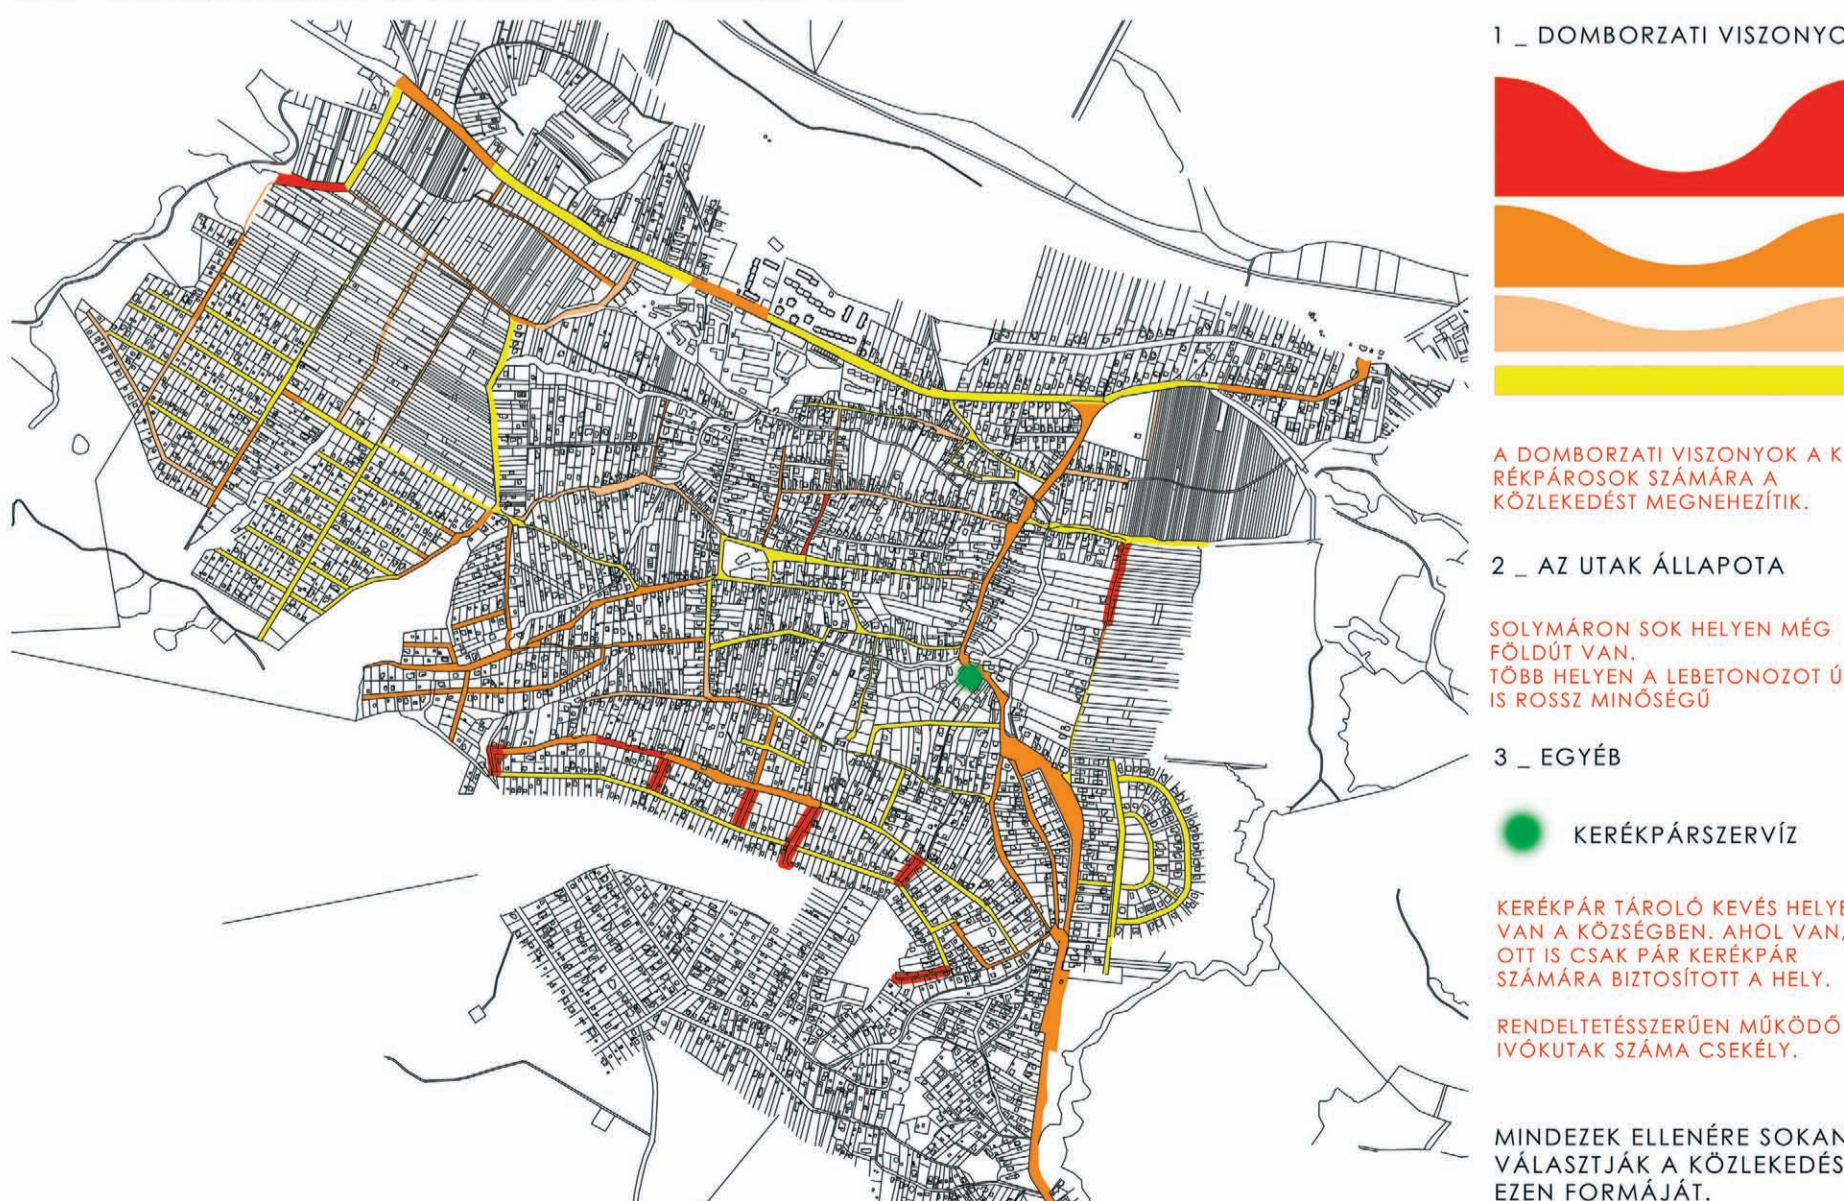 1 _ DOMBORZATI VISZONYO
A DOMBORZATI VISZONYOK A K
RÉKPÁROSOK SZÁMÁRA A
KÖZLEKEDÉST MEGNEHEZÍTIK.
2 _ AZ UTAK ÁLLAPOTA
SOLYMÁRON SOK HELYEN MÉG
FÖLDÚT VAN.
TÖBB HELYEN A LEBETONOZOT Ú
IS ROSSZ MINŐSÉGŰ
3 _ EGYÉB
KERÉKPÁRSZERVÍZ
KERÉKPÁR TÁROLÓ KEVÉS HELYE
VAN A KÖZSÉGBEN. AHOL VAN,
OTT IS CSAK PÁR KERÉKPÁR
SZÁMÁRA BIZTOSÍTOTT A HELY.
RENDELTETÉSSZERŰEN MŰKÖDŐ
IVÓKUTAK SZÁMA CSEKÉLY.
MINDEZEK ELLENÉRE SOKAN
VÁLASZTJÁK A KÖZLEKEDÉS
EZEN FORMÁJÁT.